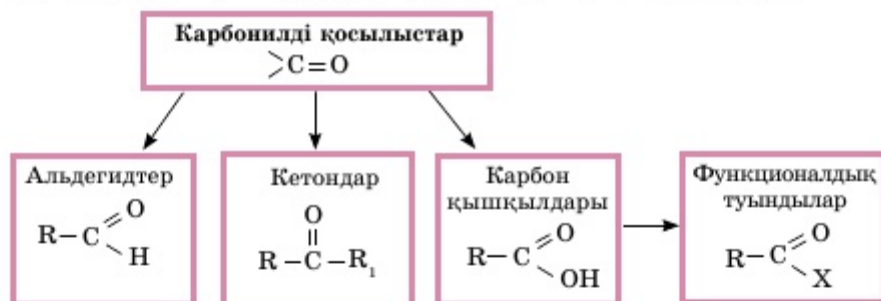 Карбонилді қосылыстар
>C=O
Альдегидтер
R–C
=O
H
Кетондар
O
||
R–C–R₁
Карбон
қышқылдары
R–C
=O
OH
Функционалдық
туындылар
R–C
=O
X